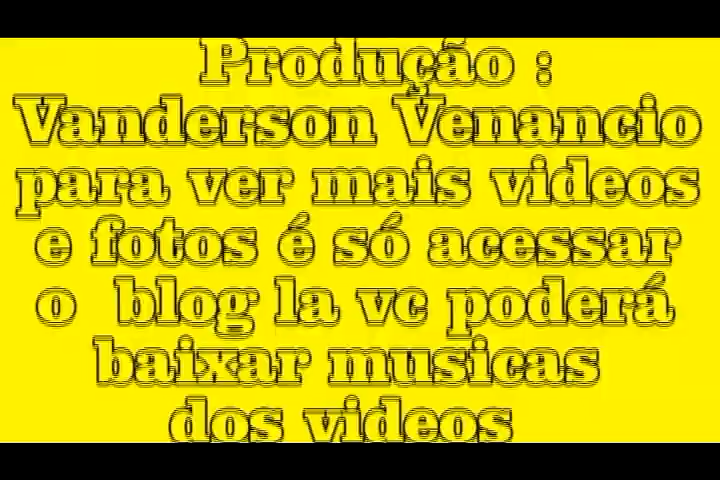 Produção :
Vanderson Venancio
para ver mais videos
e fotos é só acessar
o blog la vc poderá
baixar musicas
dos videos